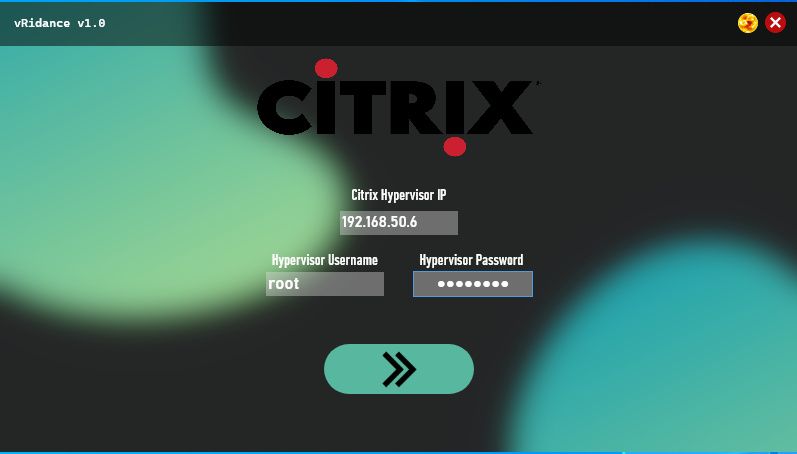 vRidance v1.0
CiTRIX
Citrix Hypervisor IP
192.168.50.6
Hypervisor Username
Hypervisor Password
root
●●●●●●●●